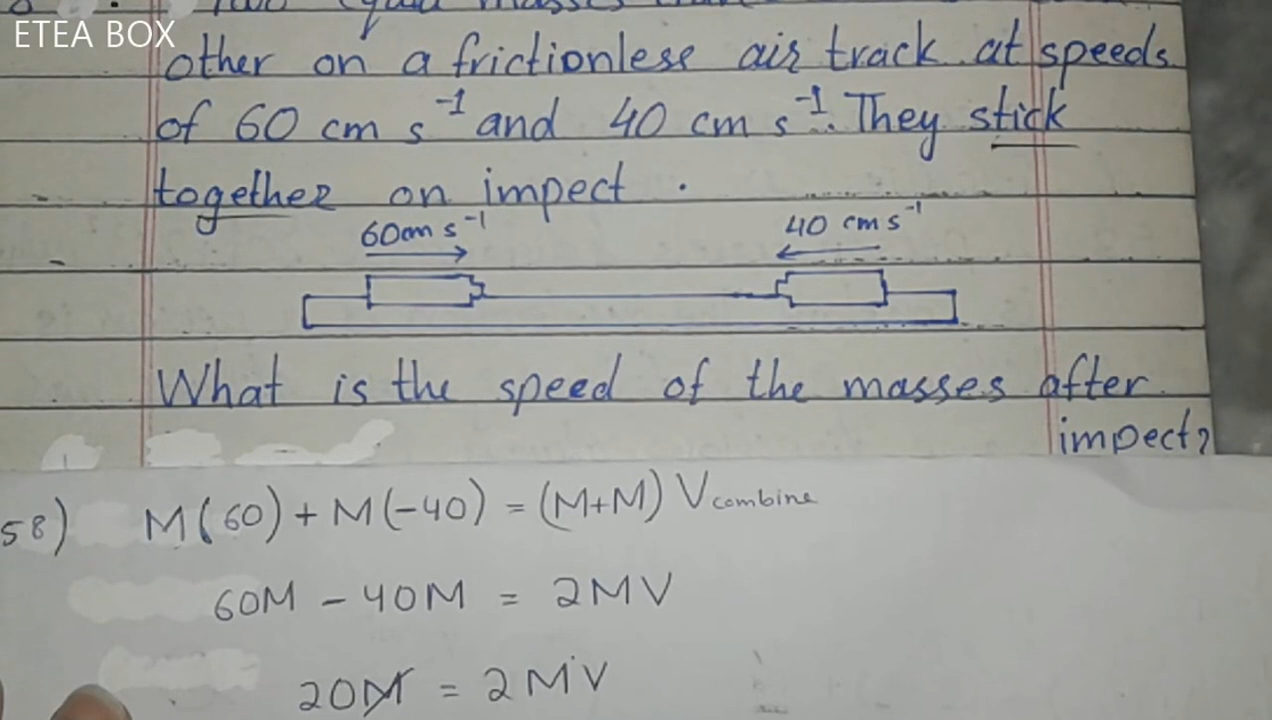 ETEA BOX
other on a frictionless air track at speeds
of 60 cm s⁻¹ and 40 cm s⁻¹. They stick
together on impect .
60cm s⁻¹ 40 cm s⁻¹
What is the speed of the masses after
impect?
58) M(60) + M(-40) = (M+M) Vcombine
60M - 40M = 2MV
20M = 2MV